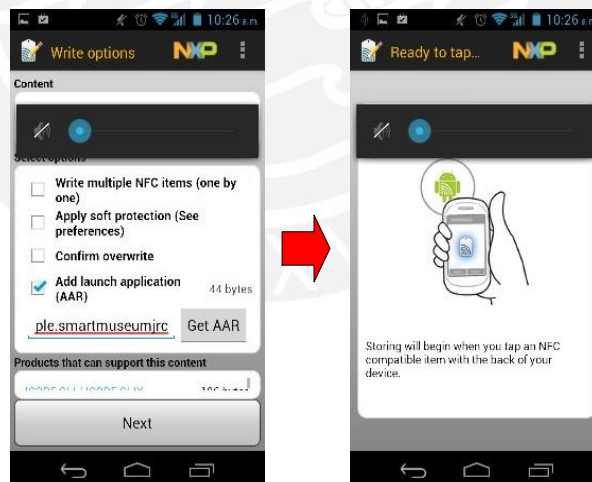 10:26 a.m.
Write options
NXP
Content
Select options
Write multiple NFC items (one by
one)
Apply soft protection (See
preferences)
Confirm overwrite
Add launch application
(AAR)
44 bytes
ple.smartmuseumjrc
Get AAR
Products that can support this content
Next
10:26 a.m.
Ready to tap...
NXP
Storing will begin when you tap an NFC
compatible item with the back of your
device.